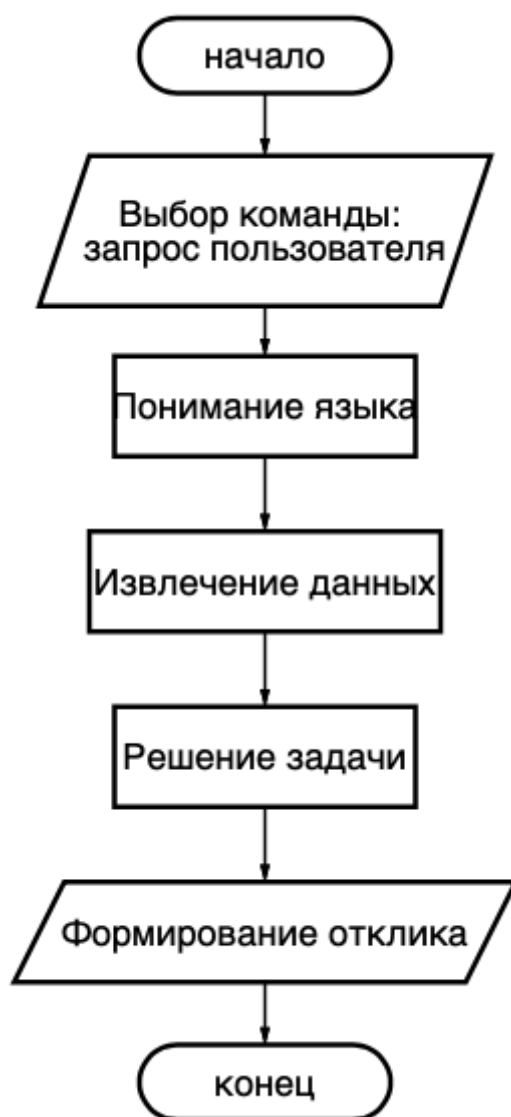 начало
Выбор команды:
запрос пользователя
Понимание языка
Извлечение данных
Решение задачи
Формирование отклика
конец